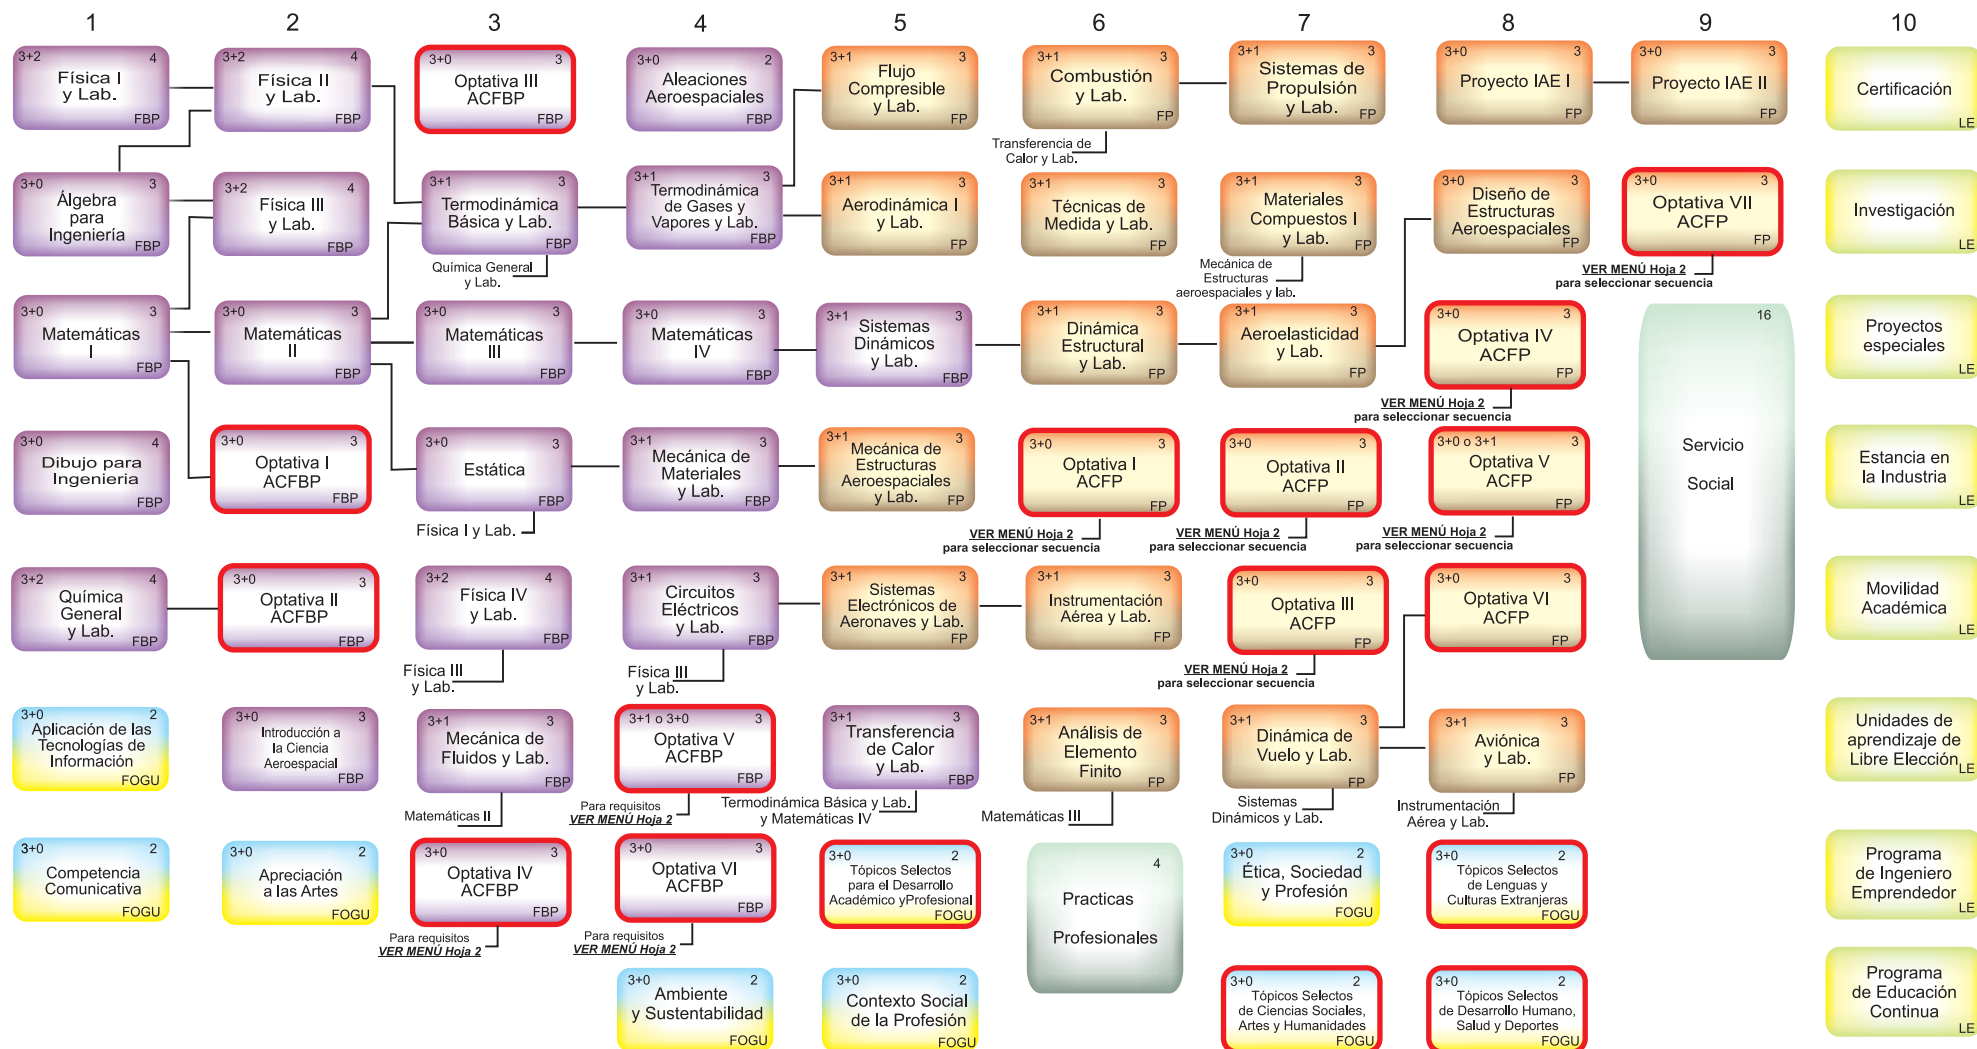 1
2
3
4
5
6
7
8
9
10
3+2 4
Física I
y Lab.
FBP
3+2 4
Física II
y Lab.
FBP
3+0 3
Optativa III
ACFBP
FBP
3+0 2
Aleaciones
Aeroespaciales
FBP
3+1 3
Flujo
Compresible
y Lab.
FP
3+1 3
Combustión
y Lab.
FP
Transferencia de
Calor y Lab.
3+1 3
Sistemas de
Propulsión
y Lab.
FP
3+0 3
Proyecto IAE I
FP
3+0 3
Proyecto IAE II
FP
Certificación
LE
3+0 3
Álgebra
para
Ingeniería
FBP
3+2 4
Física III
y Lab.
FBP
3+1 3
Termodinámica
Básica y Lab.
FBP
Química General
y Lab.
3+1 3
Termodinámica
de Gases y
Vapores y Lab.
FBP
3+1 3
Aerodinámica I
y Lab.
FP
3+1 3
Técnicas de
Medida y Lab.
FP
3+1 3
Materiales
Compuestos I
y Lab.
FP
Mecánica de
Estructuras
aeroespaciales y lab.
3+0 3
Diseño de
Estructuras
Aeroespaciales
FP
3+0 3
Optativa VII
ACFP
FP
VER MENÚ Hoja 2
para seleccionar secuencia
Investigación
LE
3+0 3
Matemáticas
I
FBP
3+0 3
Matemáticas
II
FBP
3+0 3
Matemáticas
III
FBP
3+0 3
Matemáticas
IV
FBP
3+1 3
Sistemas
Dinámicos
y Lab.
FBP
3+1 3
Dinámica
Estructural
y Lab.
FP
3+1 3
Aeroelasticidad
y Lab.
FP
3+0 3
Optativa IV
ACFP
FP
VER MENÚ Hoja 2
para seleccionar secuencia
16
Servicio
Social
Proyectos
especiales
LE
3+0 4
Dibujo para
Ingenieria
FBP
3+0 3
Optativa I
ACFBP
FBP
3+0 3
Estática
FBP
Física I y Lab.
3+1 3
Mecánica de
Materiales
y Lab.
FBP
3+1 3
Mecánica de
Estructuras
Aeroespaciales
y Lab.
FP
3+0 3
Optativa I
ACFP
FP
VER MENÚ Hoja 2
para seleccionar secuencia
3+0 3
Optativa II
ACFP
FP
VER MENÚ Hoja 2
para seleccionar secuencia
3+0 o 3+1 3
Optativa V
ACFP
FP
VER MENÚ Hoja 2
para seleccionar secuencia
Estancia en
la Industria
LE
3+2 4
Química
General
y Lab.
FBP
3+0 3
Optativa II
ACFBP
FBP
3+2 4
Física IV
y Lab.
FBP
Física III
y Lab.
3+1 3
Circuitos
Eléctricos
y Lab.
FBP
Física III
y Lab.
3+1 3
Sistemas
Electrónicos de
Aeronaves y Lab.
FP
3+1 3
Instrumentación
Aérea y Lab.
FP
3+0 3
Optativa III
ACFP
FP
VER MENÚ Hoja 2
para seleccionar secuencia
3+0 3
Optativa VI
ACFP
FP
Movilidad
Académica
LE
3+0 2
Aplicación de las
Tecnologías de
Información
FOGU
3+0 3
Introducción a
la Ciencia
Aeroespacial
FBP
3+1 3
Mecánica de
Fluidos y Lab.
FBP
Matemáticas II
3+1 o 3+0 3
Optativa V
ACFBP
FBP
Para requisitos
VER MENÚ Hoja 2
3+1 3
Transferencia
de Calor
y Lab.
FBP
Termodinámica Básica y Lab.
y Matemáticas IV
3+1 3
Análisis de
Elemento
Finito
FP
Matemáticas III
3+1 3
Dinámica de
Vuelo y Lab.
FP
Sistemas
Dinámicos y Lab.
3+1 3
Aviónica
y Lab.
FP
Instrumentación
Aérea y Lab.
Unidades de
aprendizaje de
Libre Elección
LE
3+0 2
Competencia
Comunicativa
FOGU
3+0 2
Apreciación
a las Artes
FOGU
3+0 3
Optativa IV
ACFBP
FBP
Para requisitos
VER MENÚ Hoja 2
3+0 3
Optativa VI
ACFBP
FBP
Para requisitos
VER MENÚ Hoja 2
3+0 2
Tópicos Selectos
para el Desarrollo
Académico yProfesional
FOGU
4
Practicas
Profesionales
3+0 2
Ética, Sociedad
y Profesión
FOGU
3+0 2
Tópicos Selectos
de Lenguas y
Culturas Extranjeras
FOGU
Programa
de Ingeniero
Emprendedor
LE
3+0 2
Ambiente
y Sustentabilidad
FOGU
3+0 2
Contexto Social
de la Profesión
FOGU
3+0 2
Tópicos Selectos
de Ciencias Sociales,
Artes y Humanidades
FOGU
3+0 2
Tópicos Selectos
de Desarrollo Humano,
Salud y Deportes
FOGU
Programa
de Educación
Continua
LE